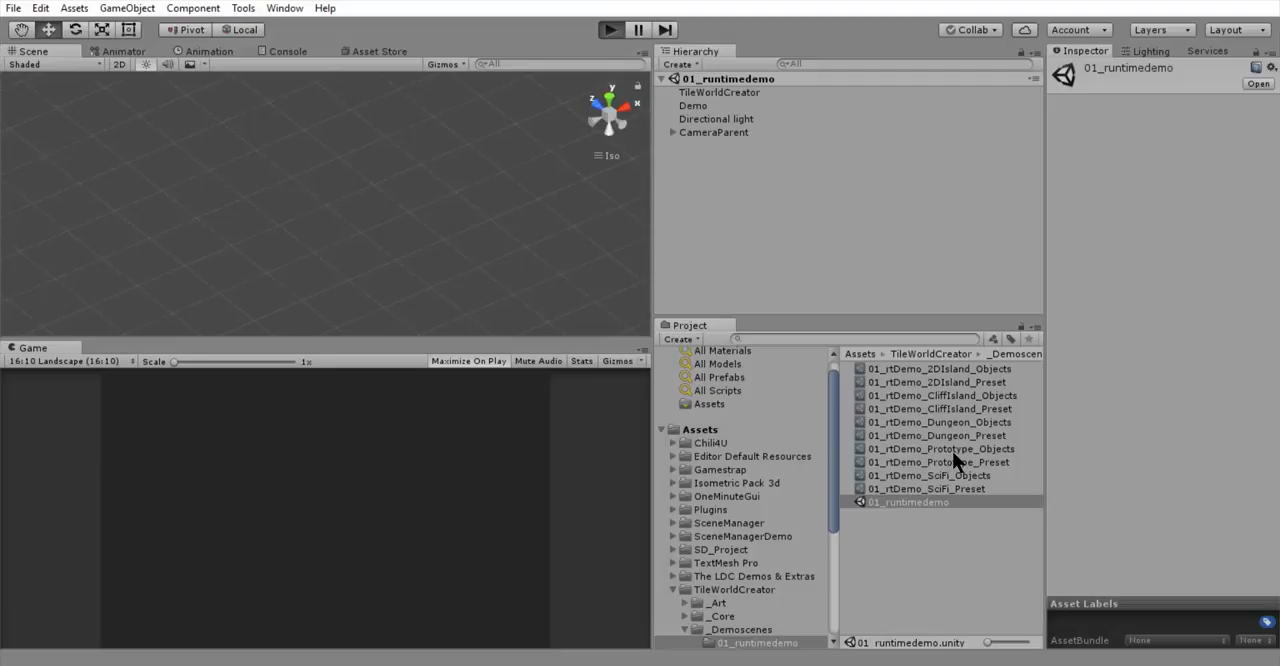 File Edit Assets GameObject Component Tools Window Help
Pivot Local Collab Account Layers Layout
Scene Animator Animation Console Asset Store
Shaded 2D Gizmos All
y
z x
Iso
Game
16:10 Landscape (16:10) Scale 1x Maximize On Play Mute Audio Stats Gizmos
Hierarchy
Create All
01_runtimedemo
TileWorldCreator
Demo
Directional light
CameraParent
Project
Create
All Materials
All Models
All Prefabs
All Scripts
Assets
Assets
Chili4U
Editor Default Resources
Gamestrap
Isometric Pack 3d
OneMinuteGui
Plugins
SceneManager
SceneManagerDemo
SD_Project
TextMesh Pro
The LDC Demos & Extras
TileWorldCreator
_Art
_Core
_Demoscenes
01_runtimedemo
Assets TileWorldCreator _Demoscen
01_rtDemo_2DIsland_Objects
01_rtDemo_2DIsland_Preset
01_rtDemo_CliffIsland_Objects
01_rtDemo_CliffIsland_Preset
01_rtDemo_Dungeon_Objects
01_rtDemo_Dungeon_Preset
01_rtDemo_Prototype_Objects
01_rtDemo_Prototype_Preset
01_rtDemo_SciFi_Objects
01_rtDemo_SciFi_Preset
01_runtimedemo
01_runtimedemo.unity
Inspector Lighting Services
01_runtimedemo
Open
Asset Labels
AssetBundle None None